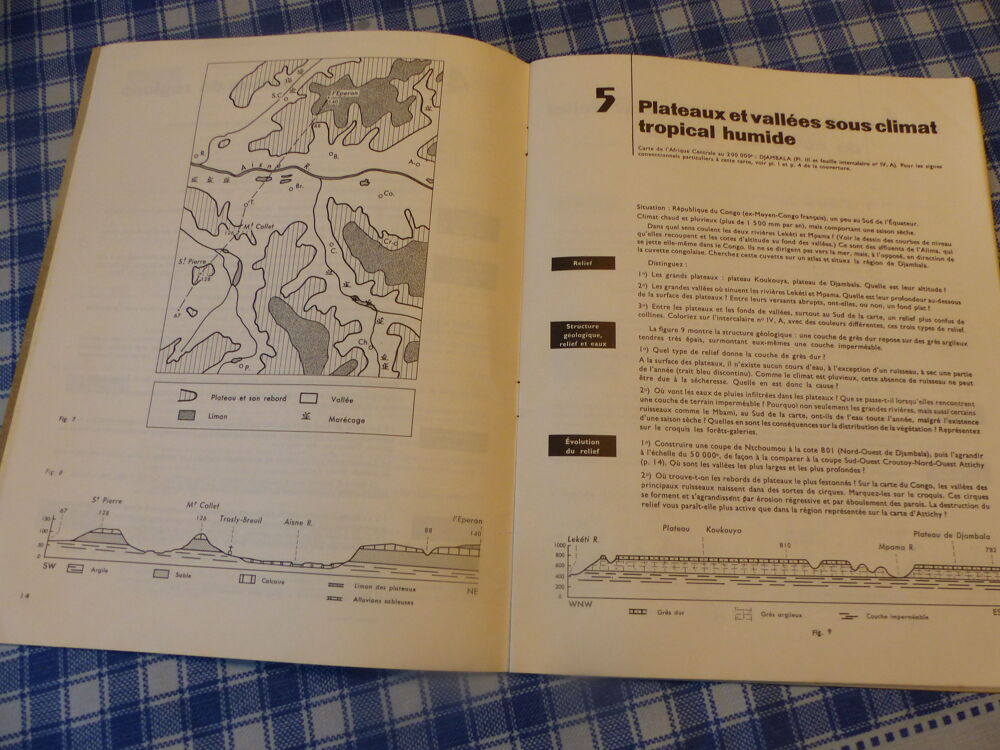 S.C.
l'Eperon
140
88
R.
B.
A.
Aisne R.
Br.
Co.
T.
Mt Collet
126
C.
Cr-d
St Pierre
128
67
Ch.
P.
Plateau et son rebord
Vallée
Limon
Marécage
Fig. 7
Fig. 8
St Pierre
Mt Collet
l'Eperon
67
128
126
Trosly-Breuil
Aisne R.
88
140
SW
NE
Argile
Sable
Calcaire
Limon des plateaux
Alluvions sableuses
14
5
Plateaux et vallées sous climat
tropical humide
Carte de l'Afrique Centrale au 200 000e : DJAMBALA (Pl. III et feuille intercalaire no IV, A). Pour les signes
conventionnels particuliers à cette carte, voir pl. I et p. 4 de la couverture.
Situation : République du Congo (ex-Moyen-Congo français), un peu au Sud de l'Équateur.
Climat chaud et pluvieux (plus de 1 500 mm par an), mais comportant une saison sèche.
Dans quel sens coulent les deux rivières Lekéti et Mpama ? (Voir le dessin des courbes de niveau
qu'elles recoupent et les cotes d'altitude au fond des vallées.) Ce sont des affluents de l'Alima, qui
se jette elle-même dans le Congo. Ils ne se dirigent pas vers la mer, mais, à l'opposé, en direction de
la cuvette congolaise. Cherchez cette cuvette sur un atlas et situez la région de Djambala.
Relief
Distinguez :
1o) Les grands plateaux : plateau Koukouya, plateau de Djambala. Quelle est leur altitude ?
2o) Les grandes vallées où sinuent les rivières Lekéti et Mpama. Quelle est leur profondeur au-dessous
de la surface des plateaux ? Entre leurs versants abrupts, ont-elles, ou non, un fond plat ?
3o) Entre les plateaux et les fonds de vallées, surtout au Sud de la carte, un relief plus confus de
collines. Coloriez sur l'intercalaire no IV, A, avec des couleurs différentes, ces trois types de relief.
Structure
géologique,
relief et eaux
La figure 9 montre la structure géologique : une couche de grès dur repose sur des grès argileux
tendres très épais, surmontant eux-mêmes une couche imperméable.
1o) Quel type de relief donne la couche de grès dur ?
A la surface des plateaux, il n'existe aucun cours d'eau, à l'exception d'un ruisseau, à sec une partie
de l'année (trait bleu discontinu). Comme le climat est pluvieux, cette absence de ruisseau ne peut
être due à la sécheresse. Quelle en est donc la cause ?
2o) Où vont les eaux de pluies infiltrées dans les plateaux ? Que se passe-t-il lorsqu'elles rencontrent
une couche de terrain imperméable ? Pourquoi non seulement les grandes rivières, mais aussi certains
ruisseaux comme le Mbami, au Sud de la carte, ont-ils de l'eau toute l'année, malgré l'existence
d'une saison sèche ? Quelles en sont les conséquences sur la distribution de la végétation ? Représentez
sur le croquis les forêts-galeries.
Évolution
du relief
1o) Construire une coupe de Ntchoumou à la cote 801 (Nord-Ouest de Djambala), puis l'agrandir
à l'échelle du 50 000e, de façon à la comparer à la coupe Sud-Ouest Croutoy-Nord-Ouest Attichy
(p. 14). Où sont les vallées les plus larges et les plus profondes ?
2o) Où trouve-t-on les rebords de plateaux le plus festonnés ? Sur la carte du Congo, les vallées des
principaux ruisseaux naissent dans des sortes de cirques. Marquez-les sur le croquis. Ces cirques
se forment et s'agrandissent par érosion régressive et par éboulement des parois. La destruction du
relief vous paraît-elle plus active que dans la région représentée sur la carte d'Attichy ?
Lekéti R.
Plateau Koukouya
810
Mpama R.
Plateau de Djambala
792
1000
800
600
400
200
0
WNW
Grès dur
Grès argileux
Couche imperméable
Fig. 9